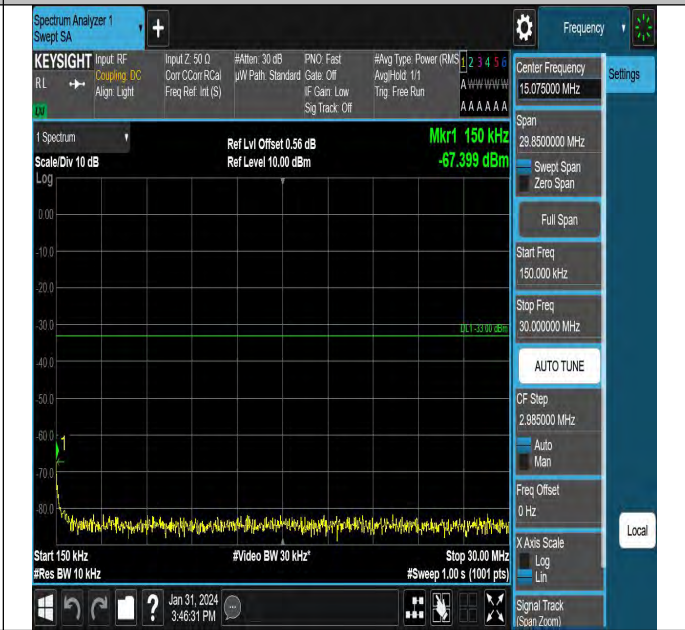 Spectrum Analyzer 1
Swept SA
+
Frequency
KEYSIGHT
RL
Input: RF
Coupling: DC
Align: Light
Input Z: 50 Ω
Corr CCorr RCal
Freq Ref: Int (S)
#Atten: 30 dB
µW Path: Standard
PNO: Fast
Gate: Off
IF Gain: Low
Sig Track: Off
#Avg Type: Power (RMS
Avg|Hold: 1/1
Trig: Free Run
1 2 3 4 5 6
A W W W W W
A A A A A A
1 Spectrum
Scale/Div 10 dB
Log
Ref Lvl Offset 0.56 dB
Ref Level 10.00 dBm
Mkr1 150 kHz
-67.399 dBm
0.00
-10.0
-20.0
-30.0
DL1 -33.00 dBm
-40.0
-50.0
-60.0
1
-70.0
-80.0
Start 150 kHz
#Video BW 30 kHz*
Stop 30.00 MHz
#Res BW 10 kHz
#Sweep 1.00 s (1001 pts)
Jan 31, 2024
3:46:31 PM
?
Center Frequency
15.075000 MHz
Settings
Span
29.8500000 MHz
Swept Span
Zero Span
Full Span
Start Freq
150.000 kHz
Stop Freq
30.000000 MHz
AUTO TUNE
CF Step
2.985000 MHz
Auto
Man
Freq Offset
0 Hz
X Axis Scale
Log
Lin
Local
Signal Track
(Span Zoom)